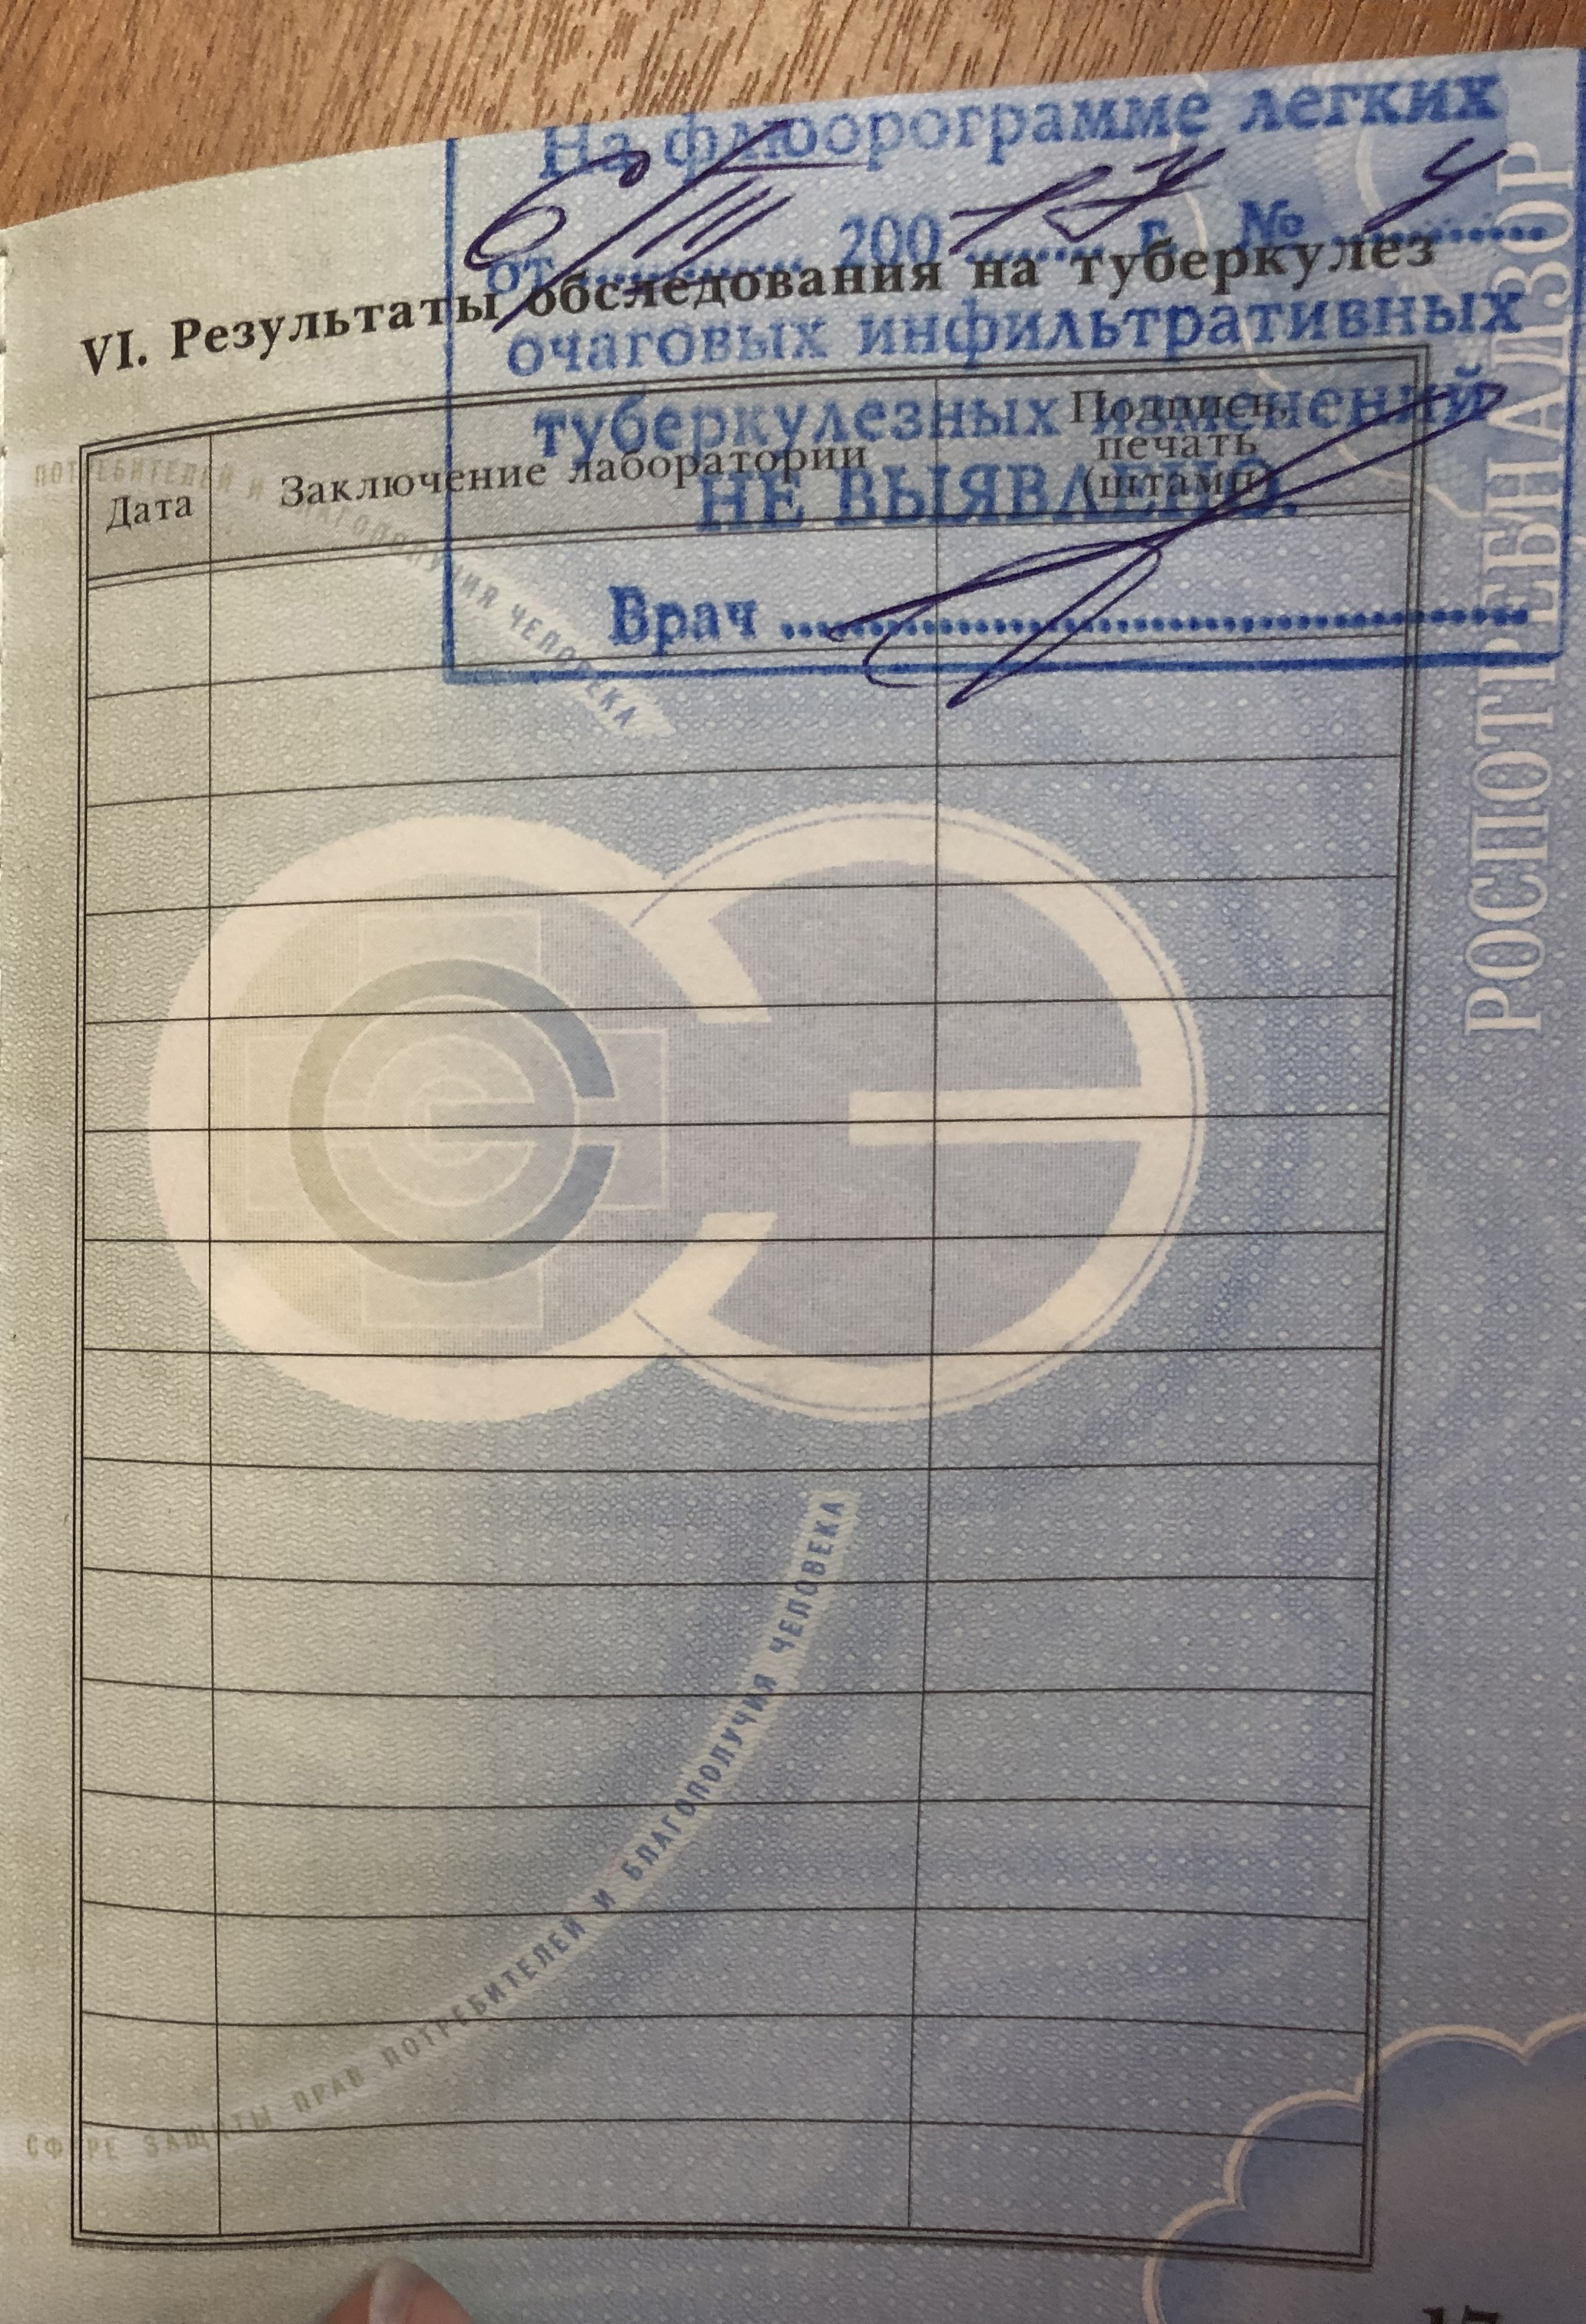 На флюорограмме легких
от 6/III 200 17 г. № 4
VI. Результаты обследования на туберкулез
очаговых инфильтративных
туберкулезных изменений
НЕ ВЫЯВЛЕНО.
Врач
Дата
Заключение лаборатории
Подпись,
печать
(штамп)
ПОТРЕБИТЕЛЕЙ И БЛАГОПОЛУЧИЯ ЧЕЛОВЕКА
РОСПОТРЕБНАДЗОР
СФЕРЕ ЗАЩИТЫ ПРАВ ПОТРЕБИТЕЛЕЙ И БЛАГОПОЛУЧИЯ ЧЕЛОВЕКА